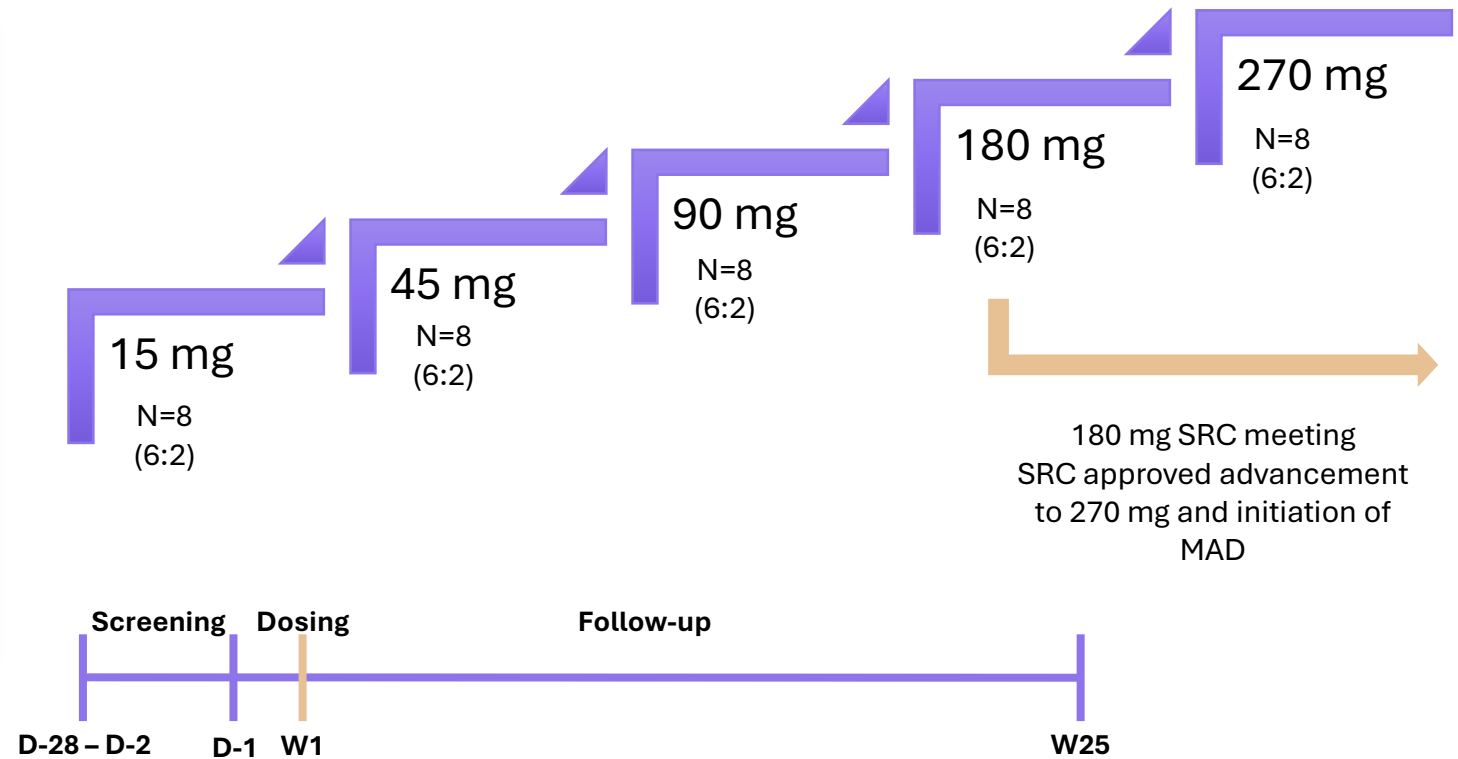 270 mg
N=8
(6:2)
180 mg
N=8
(6:2)
90 mg
N=8
(6:2)
45 mg
N=8
(6:2)
15 mg
N=8
(6:2)
180 mg SRC meeting
SRC approved advancement
to 270 mg and initiation of
MAD
Screening Dosing Follow-up
D-28 – D-2 D-1 W1 W25